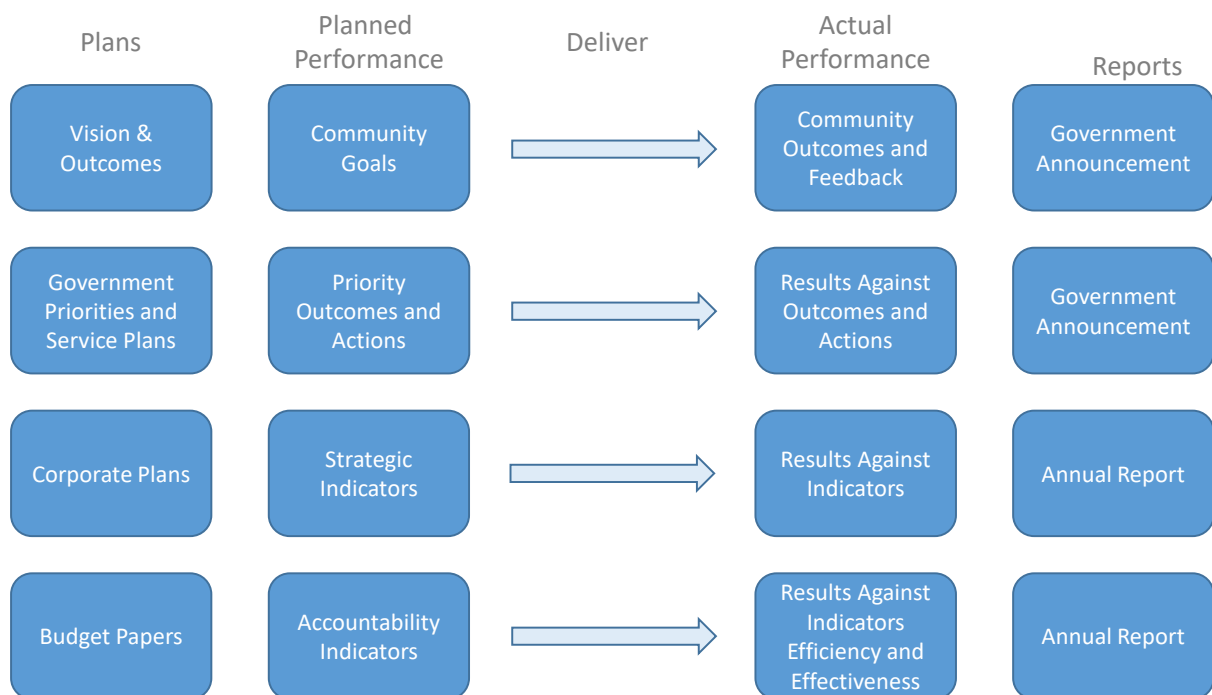 Plans
Planned
Performance
Deliver
Actual
Performance
Reports
Vision &
Outcomes
Community
Goals
Community
Outcomes and
Feedback
Government
Announcement
Government
Priorities and
Service Plans
Priority
Outcomes and
Actions
Results Against
Outcomes and
Actions
Government
Announcement
Corporate Plans
Strategic
Indicators
Results Against
Indicators
Annual Report
Budget Papers
Accountability
Indicators
Results Against
Indicators
Efficiency and
Effectiveness
Annual Report